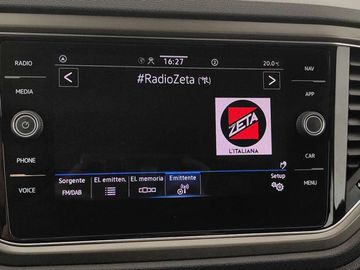 RADIO
MEDIA
PHONE
VOICE
16:27
2
20.0°C
#RadioZeta
ZETA
L'ITALIANA
Sorgente
FM/DAB
El. emitten.
El memoria
Emittente
Setup
NAV
APP
CAR
MENU